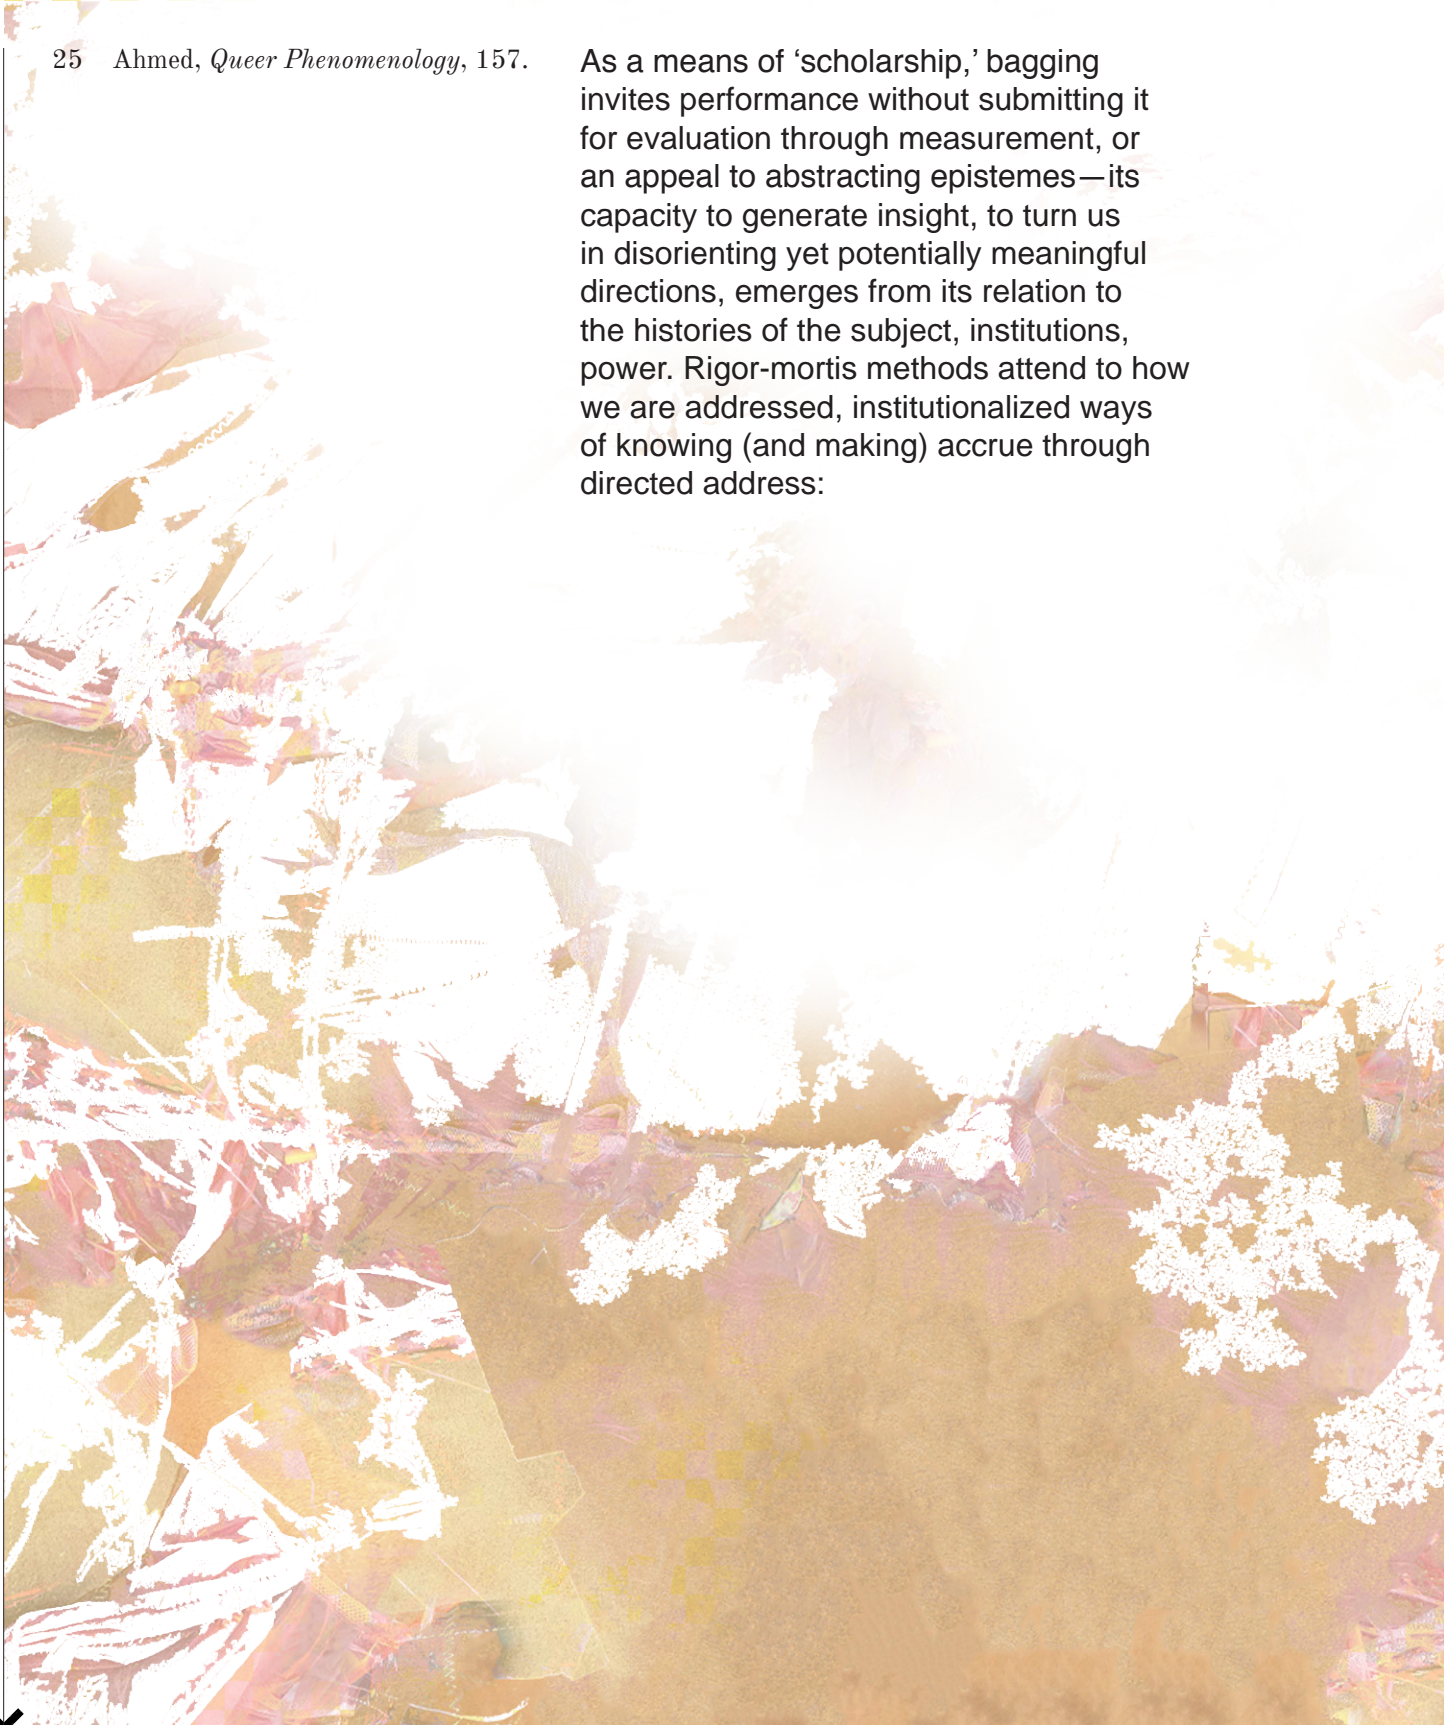 25 Ahmed, Queer Phenomenology, 157.
As a means of ‘scholarship,’ bagging
invites performance without submitting it
for evaluation through measurement, or
an appeal to abstracting epistemes—its
capacity to generate insight, to turn us
in disorienting yet potentially meaningful
directions, emerges from its relation to
the histories of the subject, institutions,
power. Rigor-mortis methods attend to how
we are addressed, institutionalized ways
of knowing (and making) accrue through
directed address: